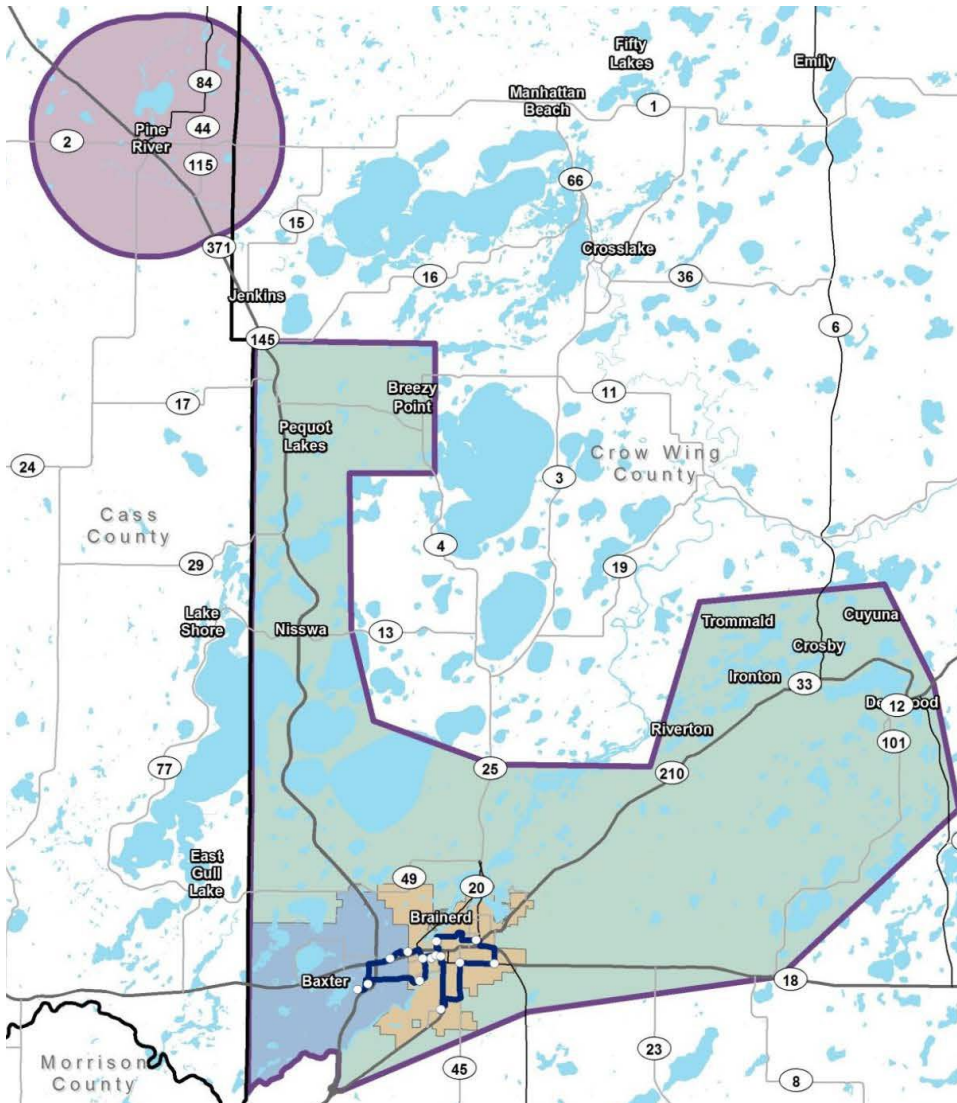 Fifty
Lakes
Emily
84
Manhattan
Beach
1
44
2
Pine
River
115
66
15
371
Crosslake
16
36
Jenkins
6
145
17
Breezy
Point
11
Pequot
Lakes
24
3
Crow Wing
County
Cass
County
4
29
19
Lake
Shore
Nisswa
13
Trommald
Cuyuna
Crosby
Ironton
33
12
Riverton
101
77
25
210
East
Gull
Lake
49
20
Brainerd
Baxter
18
Morrison
County
23
45
8